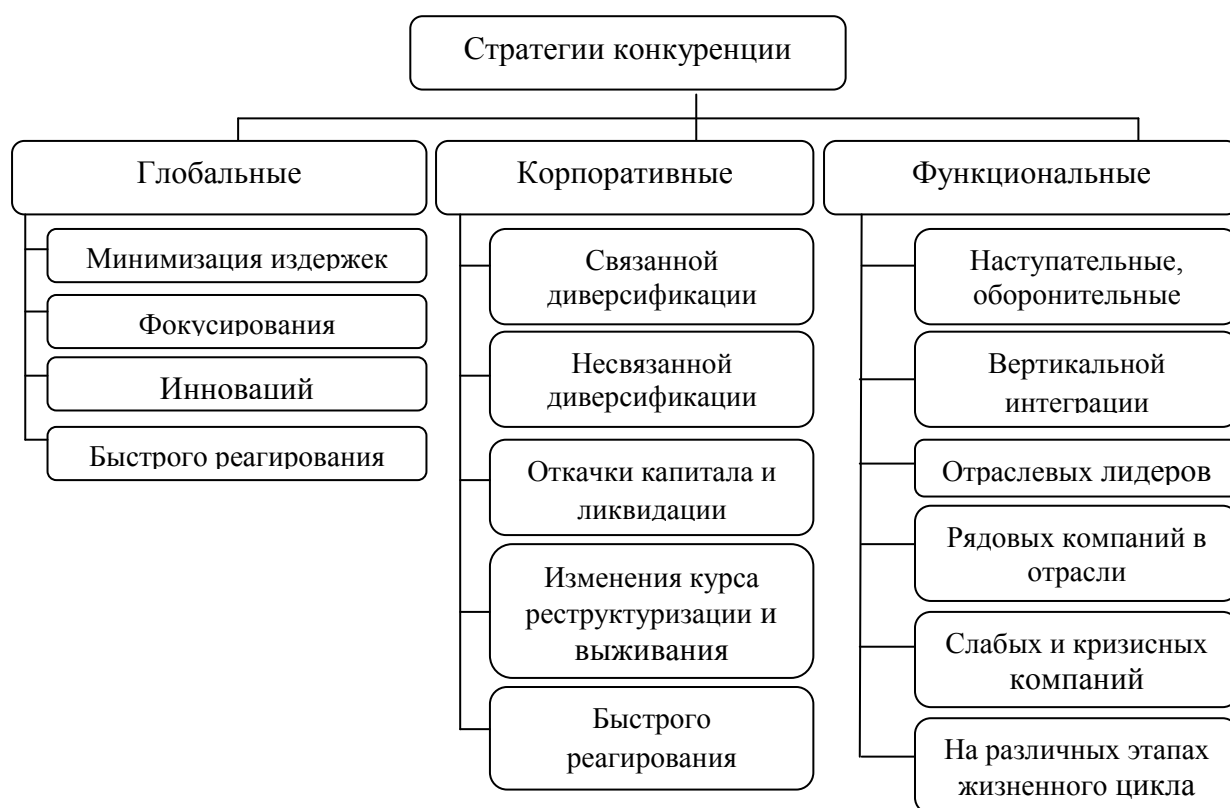 Стратегии конкуренции
Глобальные
Минимизация издержек
Фокусирования
Инноваций
Быстрого реагирования
Корпоративные
Связанной
диверсификации
Несвязанной
диверсификации
Откачки капитала и
ликвидации
Изменения курса
реструктуризации и
выживания
Быстрого
реагирования
Функциональные
Наступательные,
оборонительные
Вертикальной
интеграции
Отраслевых лидеров
Рядовых компаний в
отрасли
Слабых и кризисных
компаний
На различных этапах
жизненного цикла